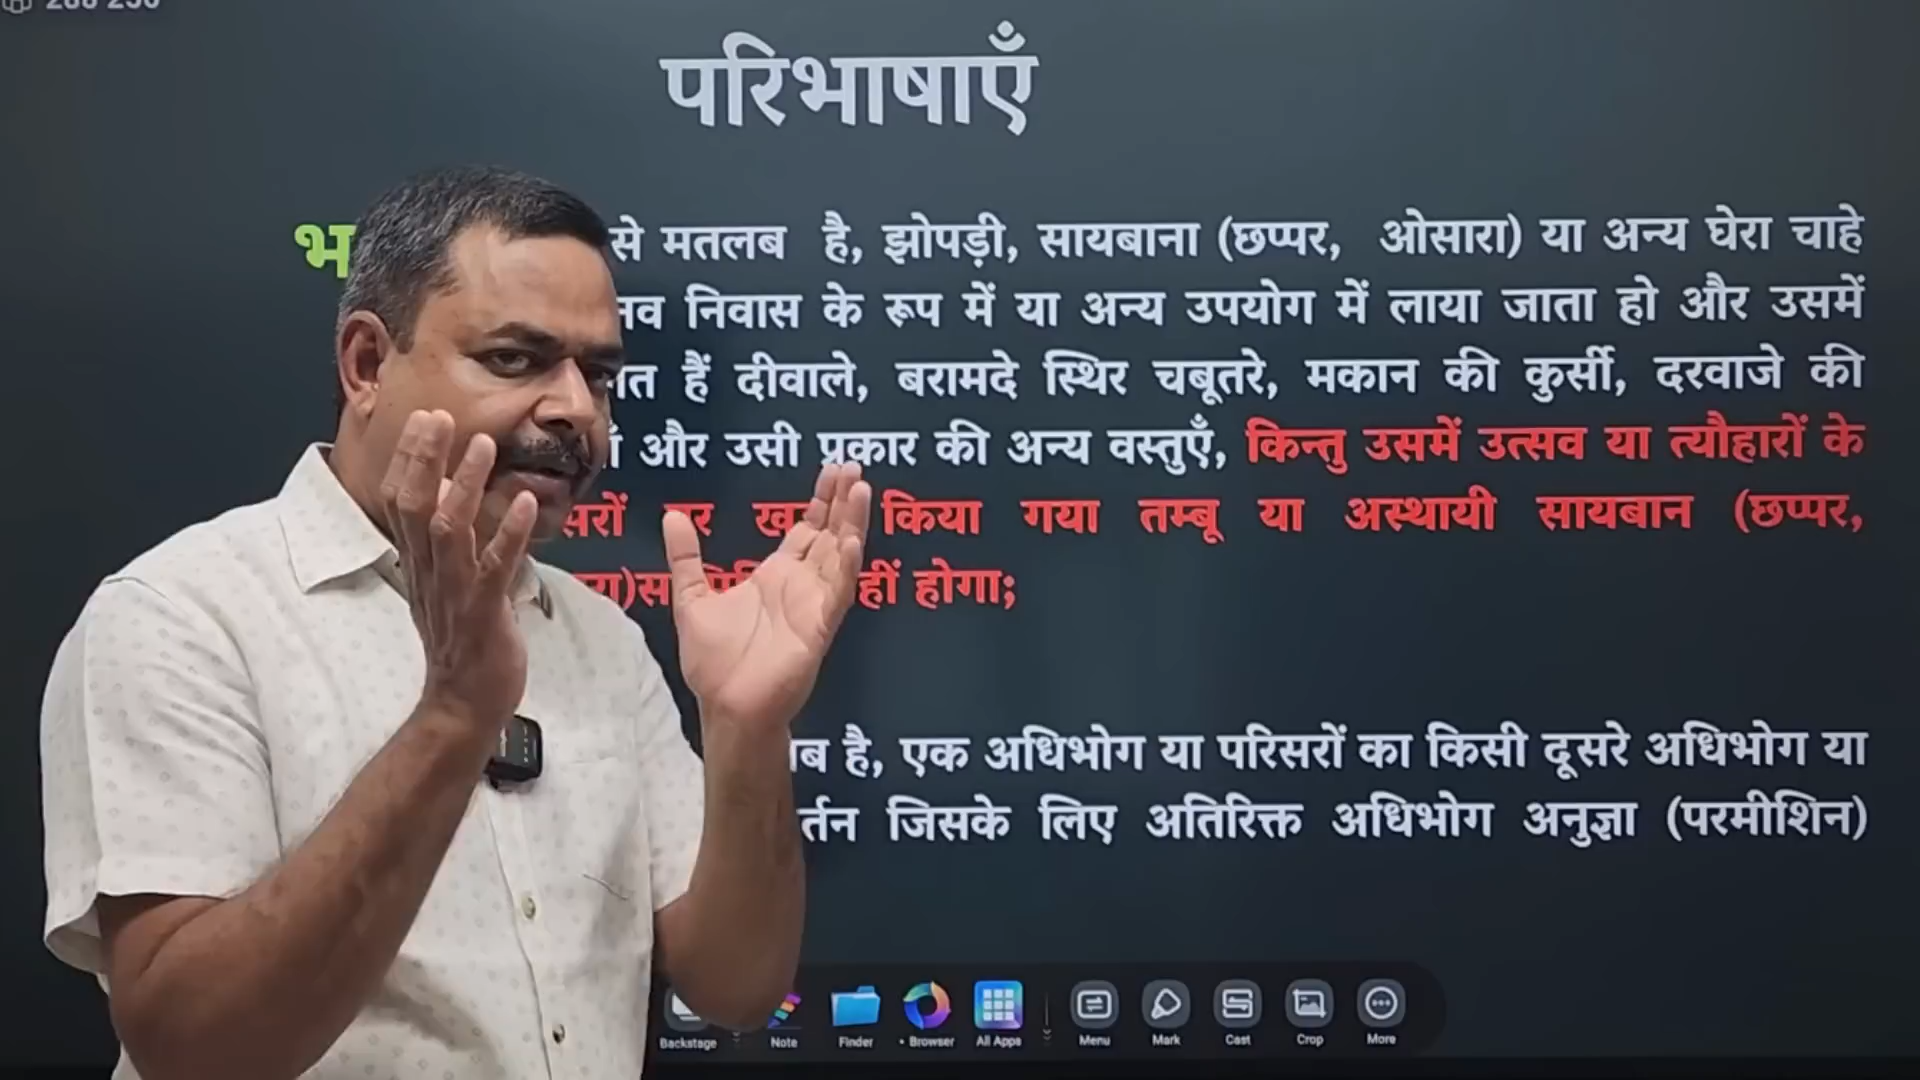 परिभाषाएँ
से मतलब है, झोपड़ी, सायबाना (छप्पर, ओसारा) या अन्य घेरा चाहे
निवास के रूप में या अन्य उपयोग में लाया जाता हो और उसमें
हैं दीवाले, बरामदे स्थिर चबूतरे, मकान की कुर्सी, दरवाजे की
और उसी प्रकार की अन्य वस्तुएँ, किन्तु उसमें उत्सव या त्यौहारों के
किया गया तम्बू या अस्थायी सायबान (छप्पर,
होगा;
है, एक अधिभोग या परिसरों का किसी दूसरे अधिभोग या
जिसके लिए अतिरिक्त अधिभोग अनुज्ञा (परमीशिन)
Backstage Note Finder • Browser All Apps Menu Mark Cast Crop More